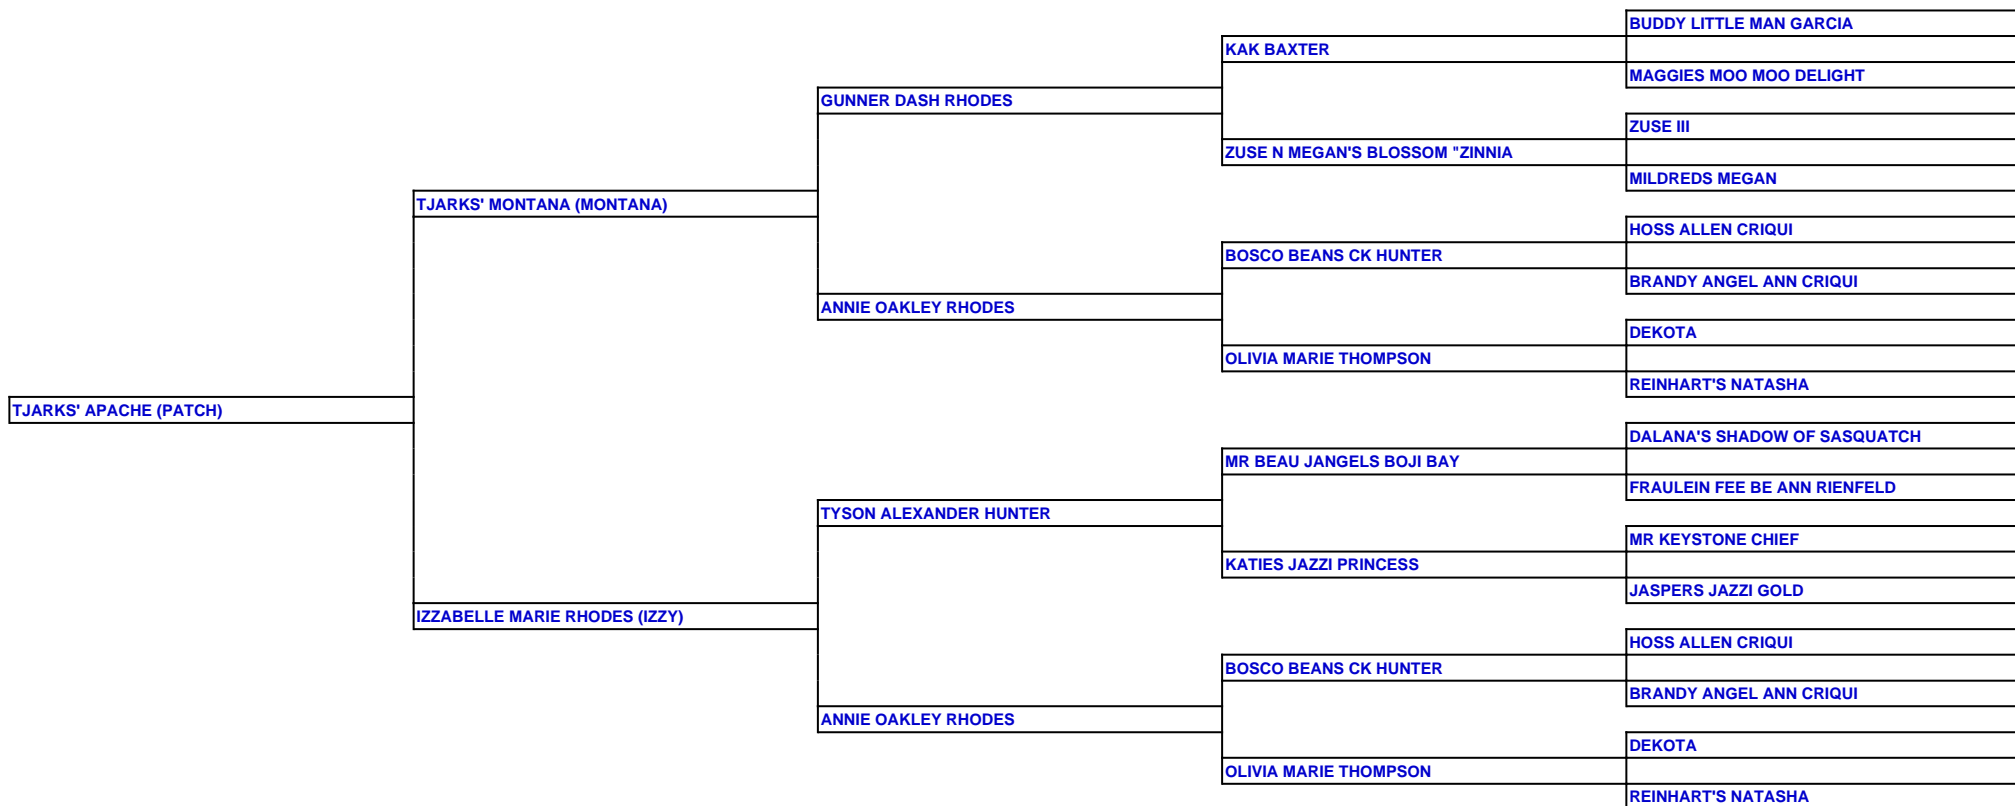 BUDDY LITTLE MAN GARCIA
KAK BAXTER
MAGGIES MOO MOO DELIGHT
GUNNER DASH RHODES
ZUSE III
ZUSE N MEGAN'S BLOSSOM "ZINNIA
MILDREDS MEGAN
TJARKS' MONTANA (MONTANA)
HOSS ALLEN CRIQUI
BOSCO BEANS CK HUNTER
BRANDY ANGEL ANN CRIQUI
ANNIE OAKLEY RHODES
DEKOTA
OLIVIA MARIE THOMPSON
REINHART'S NATASHA
TJARKS' APACHE (PATCH)
DALANA'S SHADOW OF SASQUATCH
MR BEAU JANGELS BOJI BAY
FRAULEIN FEE BE ANN RIENFELD
TYSON ALEXANDER HUNTER
MR KEYSTONE CHIEF
KATIES JAZZI PRINCESS
JASPERS JAZZI GOLD
IZZABELLE MARIE RHODES (IZZY)
HOSS ALLEN CRIQUI
BOSCO BEANS CK HUNTER
BRANDY ANGEL ANN CRIQUI
ANNIE OAKLEY RHODES
DEKOTA
OLIVIA MARIE THOMPSON
REINHART'S NATASHA